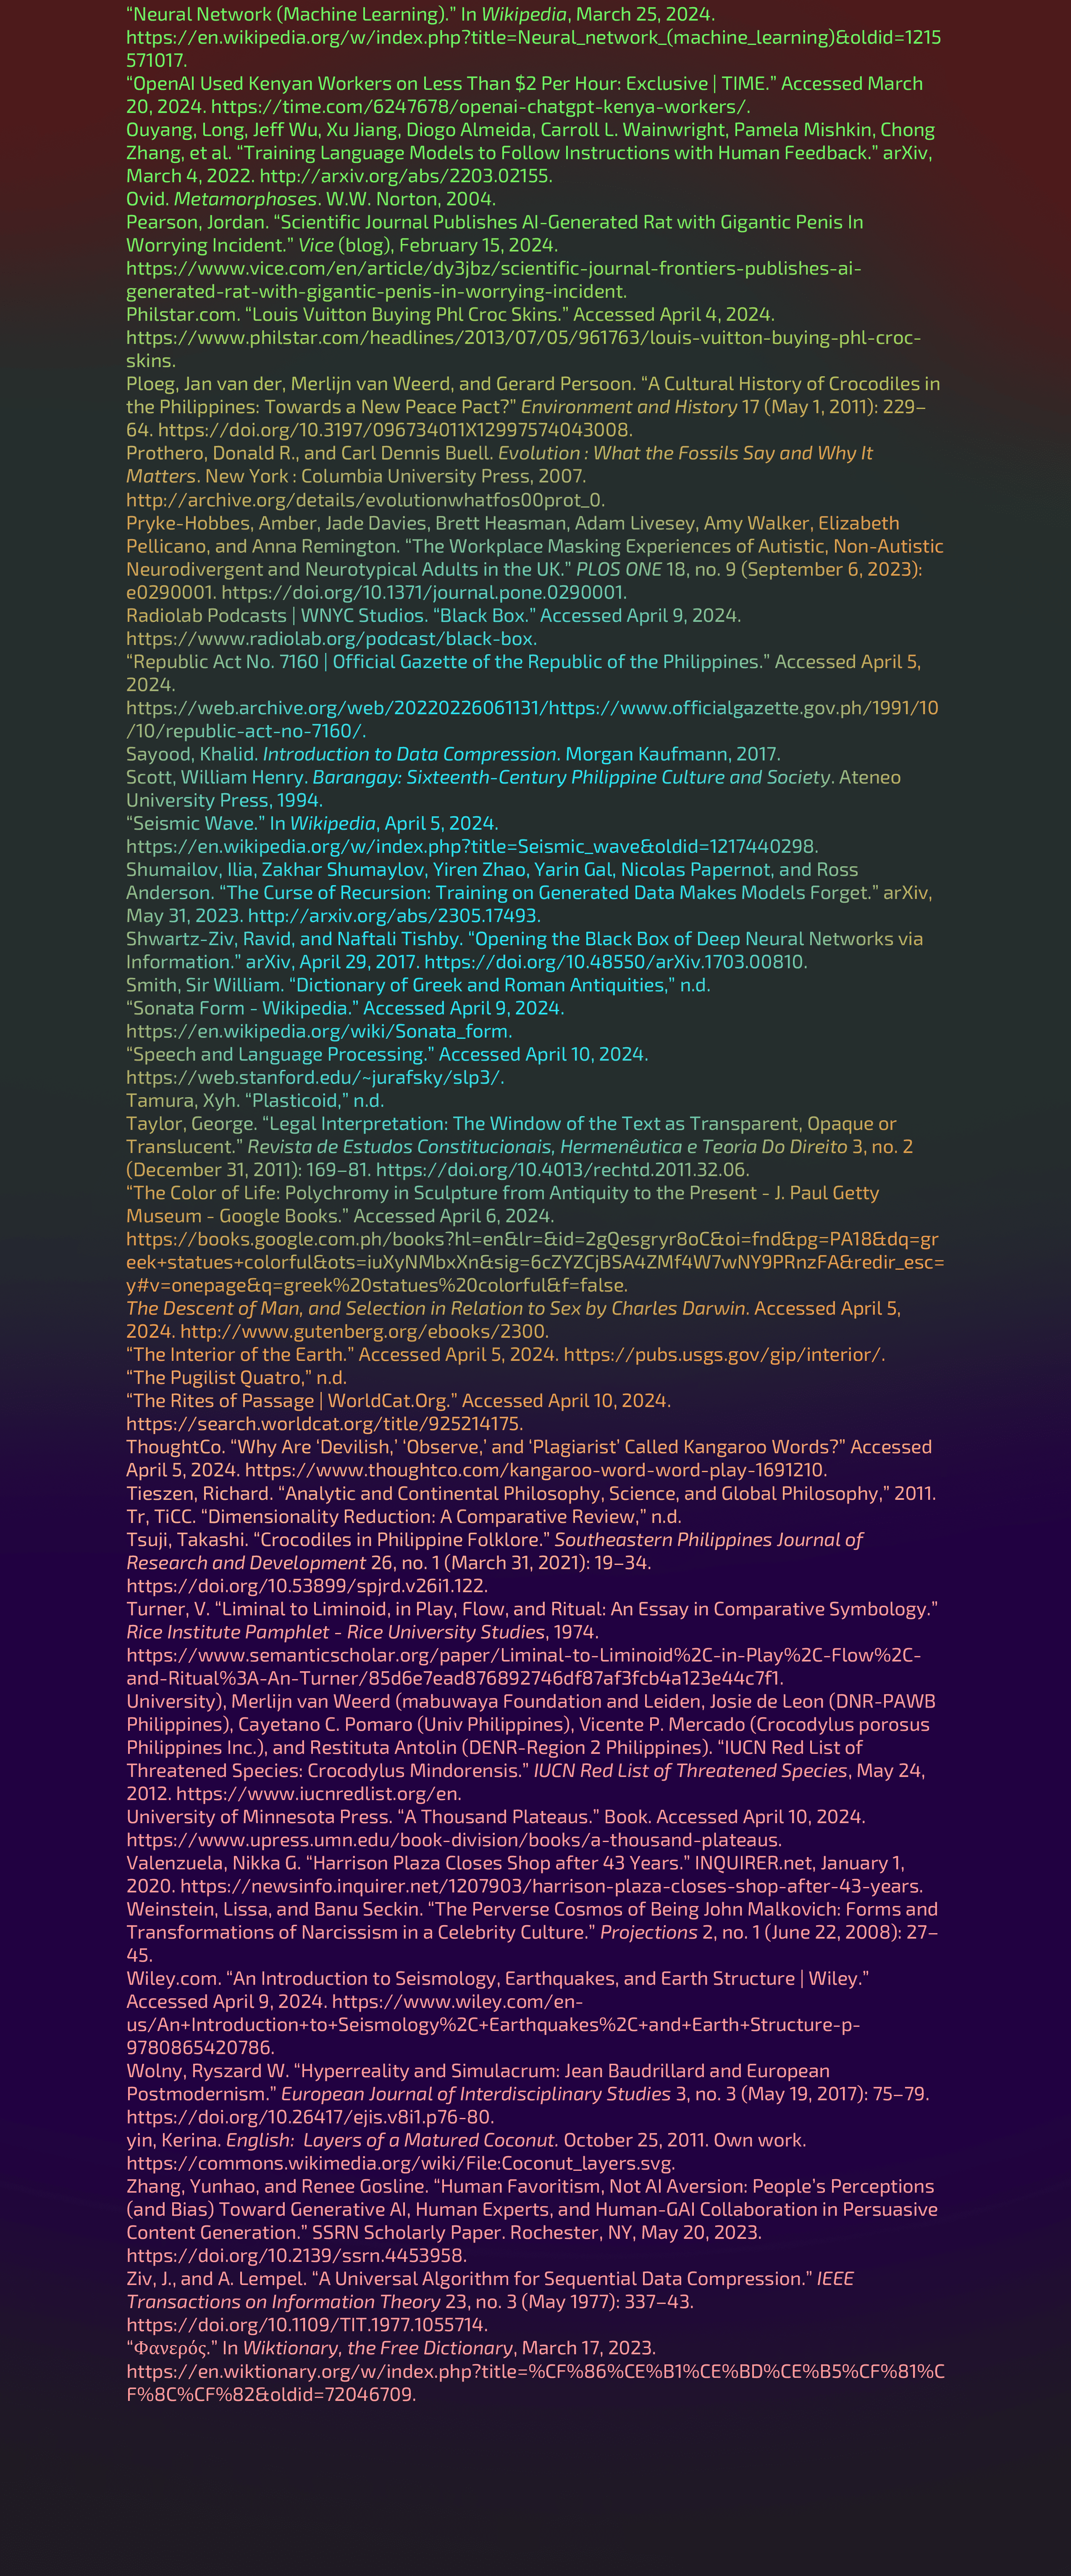 “Neural Network (Machine Learning).” In Wikipedia, March 25, 2024.
https://en.wikipedia.org/w/index.php?title=Neural_network_(machine_learning)&oldid=1215
571017.
“OpenAI Used Kenyan Workers on Less Than $2 Per Hour: Exclusive | TIME.” Accessed March
20, 2024. https://time.com/6247678/openai-chatgpt-kenya-workers/.
Ouyang, Long, Jeff Wu, Xu Jiang, Diogo Almeida, Carroll L. Wainwright, Pamela Mishkin, Chong
Zhang, et al. “Training Language Models to Follow Instructions with Human Feedback.” arXiv,
March 4, 2022. http://arxiv.org/abs/2203.02155.
Ovid. Metamorphoses. W.W. Norton, 2004.
Pearson, Jordan. “Scientific Journal Publishes AI-Generated Rat with Gigantic Penis In
Worrying Incident.” Vice (blog), February 15, 2024.
https://www.vice.com/en/article/dy3jbz/scientific-journal-frontiers-publishes-ai-
generated-rat-with-gigantic-penis-in-worrying-incident.
Philstar.com. “Louis Vuitton Buying Phl Croc Skins.” Accessed April 4, 2024.
https://www.philstar.com/headlines/2013/07/05/961763/louis-vuitton-buying-phl-croc-
skins.
Ploeg, Jan van der, Merlijn van Weerd, and Gerard Persoon. “A Cultural History of Crocodiles in
the Philippines: Towards a New Peace Pact?” Environment and History 17 (May 1, 2011): 229–
64. https://doi.org/10.3197/096734011X12997574043008.
Prothero, Donald R., and Carl Dennis Buell. Evolution : What the Fossils Say and Why It
Matters. New York : Columbia University Press, 2007.
http://archive.org/details/evolutionwhatfos00prot_0.
Pryke-Hobbes, Amber, Jade Davies, Brett Heasman, Adam Livesey, Amy Walker, Elizabeth
Pellicano, and Anna Remington. “The Workplace Masking Experiences of Autistic, Non-Autistic
Neurodivergent and Neurotypical Adults in the UK.” PLOS ONE 18, no. 9 (September 6, 2023):
e0290001. https://doi.org/10.1371/journal.pone.0290001.
Radiolab Podcasts | WNYC Studios. “Black Box.” Accessed April 9, 2024.
https://www.radiolab.org/podcast/black-box.
“Republic Act No. 7160 | Official Gazette of the Republic of the Philippines.” Accessed April 5,
2024.
https://web.archive.org/web/20220226061131/https://www.officialgazette.gov.ph/1991/10
/10/republic-act-no-7160/.
Sayood, Khalid. Introduction to Data Compression. Morgan Kaufmann, 2017.
Scott, William Henry. Barangay: Sixteenth-Century Philippine Culture and Society. Ateneo
University Press, 1994.
“Seismic Wave.” In Wikipedia, April 5, 2024.
https://en.wikipedia.org/w/index.php?title=Seismic_wave&oldid=1217440298.
Shumailov, Ilia, Zakhar Shumaylov, Yiren Zhao, Yarin Gal, Nicolas Papernot, and Ross
Anderson. “The Curse of Recursion: Training on Generated Data Makes Models Forget.” arXiv,
May 31, 2023. http://arxiv.org/abs/2305.17493.
Shwartz-Ziv, Ravid, and Naftali Tishby. “Opening the Black Box of Deep Neural Networks via
Information.” arXiv, April 29, 2017. https://doi.org/10.48550/arXiv.1703.00810.
Smith, Sir William. “Dictionary of Greek and Roman Antiquities,” n.d.
“Sonata Form - Wikipedia.” Accessed April 9, 2024.
https://en.wikipedia.org/wiki/Sonata_form.
“Speech and Language Processing.” Accessed April 10, 2024.
https://web.stanford.edu/~jurafsky/slp3/.
Tamura, Xyh. “Plasticoid,” n.d.
Taylor, George. “Legal Interpretation: The Window of the Text as Transparent, Opaque or
Translucent.” Revista de Estudos Constitucionais, Hermenêutica e Teoria Do Direito 3, no. 2
(December 31, 2011): 169–81. https://doi.org/10.4013/rechtd.2011.32.06.
“The Color of Life: Polychromy in Sculpture from Antiquity to the Present - J. Paul Getty
Museum - Google Books.” Accessed April 6, 2024.
https://books.google.com.ph/books?hl=en&lr=&id=2gQesgryr8oC&oi=fnd&pg=PA18&dq=gr
eek+statues+colorful&ots=iuXyNMbxXn&sig=6cZYZCjBSA4ZMf4W7wNY9PRnzFA&redir_esc=
y#v=onepage&q=greek%20statues%20colorful&f=false.
The Descent of Man, and Selection in Relation to Sex by Charles Darwin. Accessed April 5,
2024. http://www.gutenberg.org/ebooks/2300.
“The Interior of the Earth.” Accessed April 5, 2024. https://pubs.usgs.gov/gip/interior/.
“The Pugilist Quatro,” n.d.
“The Rites of Passage | WorldCat.Org.” Accessed April 10, 2024.
https://search.worldcat.org/title/925214175.
ThoughtCo. “Why Are ‘Devilish,’ ‘Observe,’ and ‘Plagiarist’ Called Kangaroo Words?” Accessed
April 5, 2024. https://www.thoughtco.com/kangaroo-word-word-play-1691210.
Tieszen, Richard. “Analytic and Continental Philosophy, Science, and Global Philosophy,” 2011.
Tr, TiCC. “Dimensionality Reduction: A Comparative Review,” n.d.
Tsuji, Takashi. “Crocodiles in Philippine Folklore.” Southeastern Philippines Journal of
Research and Development 26, no. 1 (March 31, 2021): 19–34.
https://doi.org/10.53899/spjrd.v26i1.122.
Turner, V. “Liminal to Liminoid, in Play, Flow, and Ritual: An Essay in Comparative Symbology.”
Rice Institute Pamphlet - Rice University Studies, 1974.
https://www.semanticscholar.org/paper/Liminal-to-Liminoid%2C-in-Play%2C-Flow%2C-
and-Ritual%3A-An-Turner/85d6e7ead876892746df87af3fcb4a123e44c7f1.
University), Merlijn van Weerd (mabuwaya Foundation and Leiden, Josie de Leon (DNR-PAWB
Philippines), Cayetano C. Pomaro (Univ Philippines), Vicente P. Mercado (Crocodylus porosus
Philippines Inc.), and Restituta Antolin (DENR-Region 2 Philippines). “IUCN Red List of
Threatened Species: Crocodylus Mindorensis.” IUCN Red List of Threatened Species, May 24,
2012. https://www.iucnredlist.org/en.
University of Minnesota Press. “A Thousand Plateaus.” Book. Accessed April 10, 2024.
https://www.upress.umn.edu/book-division/books/a-thousand-plateaus.
Valenzuela, Nikka G. “Harrison Plaza Closes Shop after 43 Years.” INQUIRER.net, January 1,
2020. https://newsinfo.inquirer.net/1207903/harrison-plaza-closes-shop-after-43-years.
Weinstein, Lissa, and Banu Seckin. “The Perverse Cosmos of Being John Malkovich: Forms and
Transformations of Narcissism in a Celebrity Culture.” Projections 2, no. 1 (June 22, 2008): 27–
45.
Wiley.com. “An Introduction to Seismology, Earthquakes, and Earth Structure | Wiley.”
Accessed April 9, 2024. https://www.wiley.com/en-
us/An+Introduction+to+Seismology%2C+Earthquakes%2C+and+Earth+Structure-p-
9780865420786.
Wolny, Ryszard W. “Hyperreality and Simulacrum: Jean Baudrillard and European
Postmodernism.” European Journal of Interdisciplinary Studies 3, no. 3 (May 19, 2017): 75–79.
https://doi.org/10.26417/ejis.v8i1.p76-80.
yin, Kerina. English:  Layers of a Matured Coconut. October 25, 2011. Own work.
https://commons.wikimedia.org/wiki/File:Coconut_layers.svg.
Zhang, Yunhao, and Renee Gosline. “Human Favoritism, Not AI Aversion: People’s Perceptions
(and Bias) Toward Generative AI, Human Experts, and Human-GAI Collaboration in Persuasive
Content Generation.” SSRN Scholarly Paper. Rochester, NY, May 20, 2023.
https://doi.org/10.2139/ssrn.4453958.
Ziv, J., and A. Lempel. “A Universal Algorithm for Sequential Data Compression.” IEEE
Transactions on Information Theory 23, no. 3 (May 1977): 337–43.
https://doi.org/10.1109/TIT.1977.1055714.
“Φανερός.” In Wiktionary, the Free Dictionary, March 17, 2023.
https://en.wiktionary.org/w/index.php?title=%CF%86%CE%B1%CE%BD%CE%B5%CF%81%C
F%8C%CF%82&oldid=72046709.